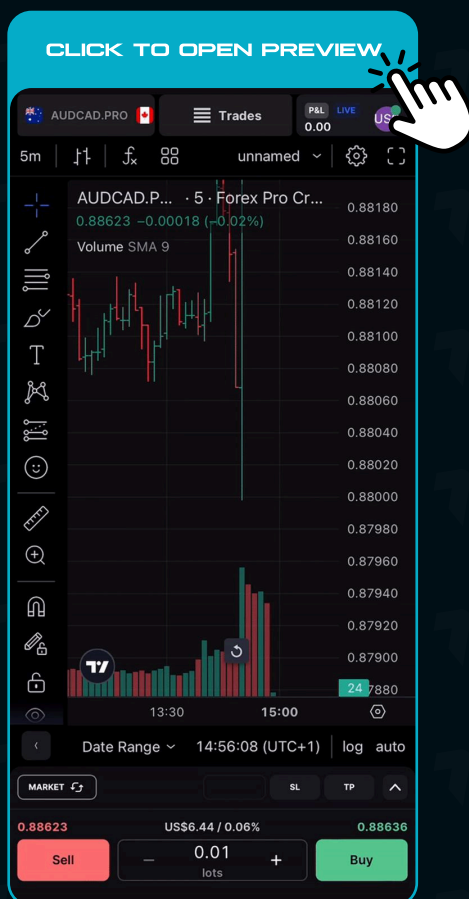 CLICK TO OPEN PREVIEW
AUDCAD.PRO
Trades
P&L LIVE
0.00
5m
unnamed
AUDCAD.P... · 5 · Forex Pro Cr...
0.88623 −0.00018 (−0.02%)
Volume SMA 9
0.88180
0.88160
0.88140
0.88120
0.88100
0.88080
0.88060
0.88040
0.88020
0.88000
0.87980
0.87960
0.87940
0.87920
0.87900
24
7880
13:30
15:00
Date Range
14:56:08 (UTC+1)
log
auto
MARKET
SL
TP
0.88623
US$6.44 / 0.06%
0.88636
Sell
0.01
lots
Buy